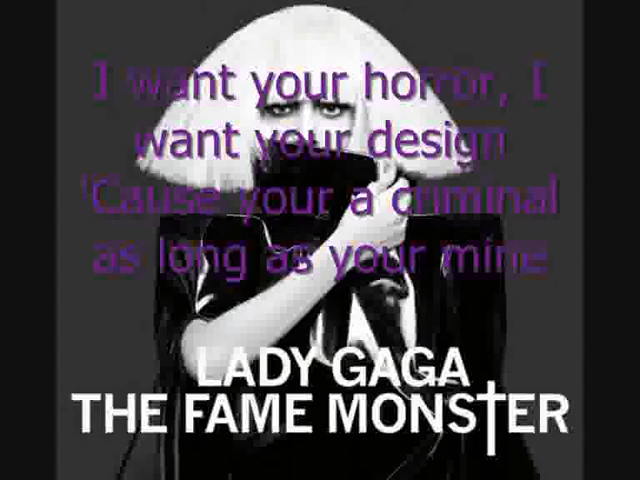 I want your horror, I
want your design
'Cause your a criminal
as long as your mine
LADY GAGA
THE FAME MONSTER